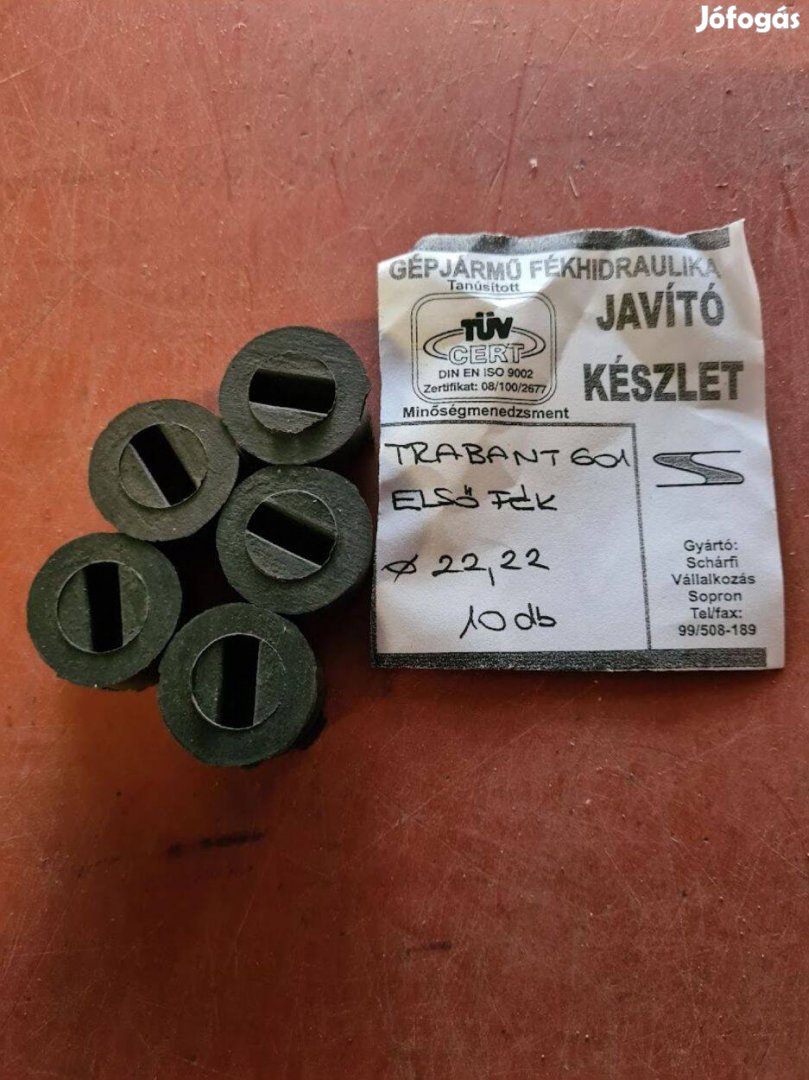 Jófogás
GÉPJÁRMŰ FÉKHIDRAULIKA
Tanúsított
JAVÍTÓ
KÉSZLET
TÜV
CERT
DIN EN ISO 9002
Zertifikat: 08/100/2677
Minőségmenedzsment
TRABANT 601
ELSŐ FÉK
Ø 22,22
10 db
Gyártó:
Schárfi
Vállalkozás
Sopron
Tel/fax:
99/508-189